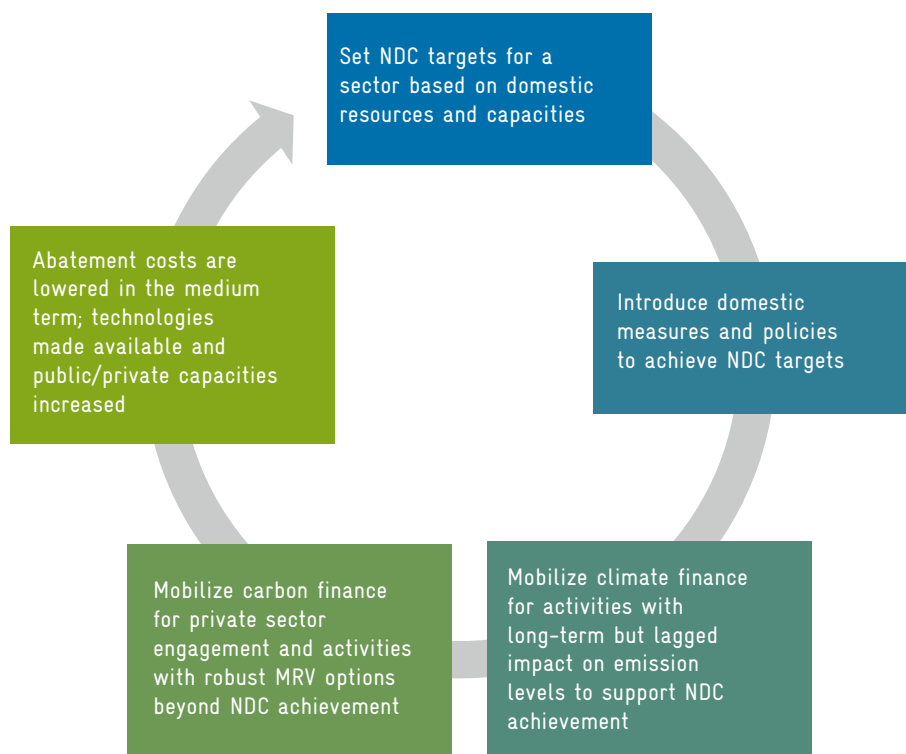 Set NDC targets for a
sector based on domestic
resources and capacities
Introduce domestic
measures and policies
to achieve NDC targets
Mobilize climate finance
for activities with
long-term but lagged
impact on emission
levels to support NDC
achievement
Mobilize carbon finance
for private sector
engagement and activities
with robust MRV options
beyond NDC achievement
Abatement costs are
lowered in the medium
term; technologies
made available and
public/private capacities
increased